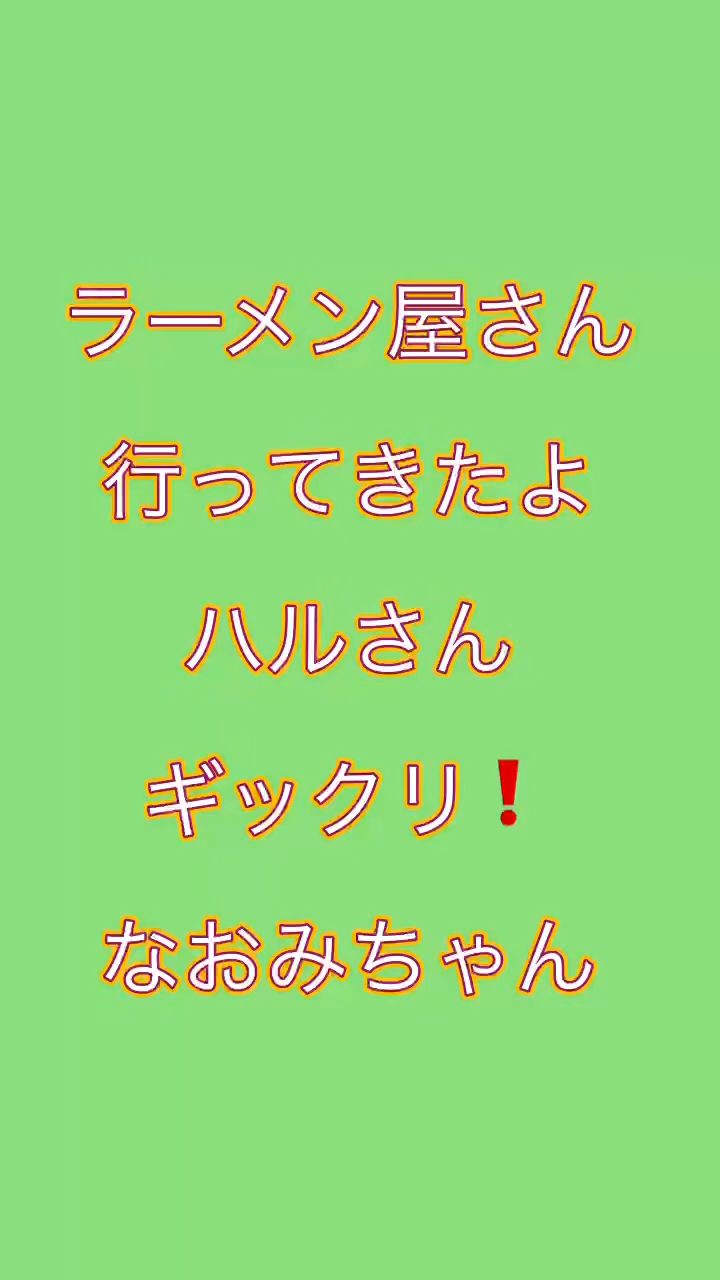 ラーメン屋さん
行ってきたよ
ハルさん
ギックリ❗
なおみちゃん